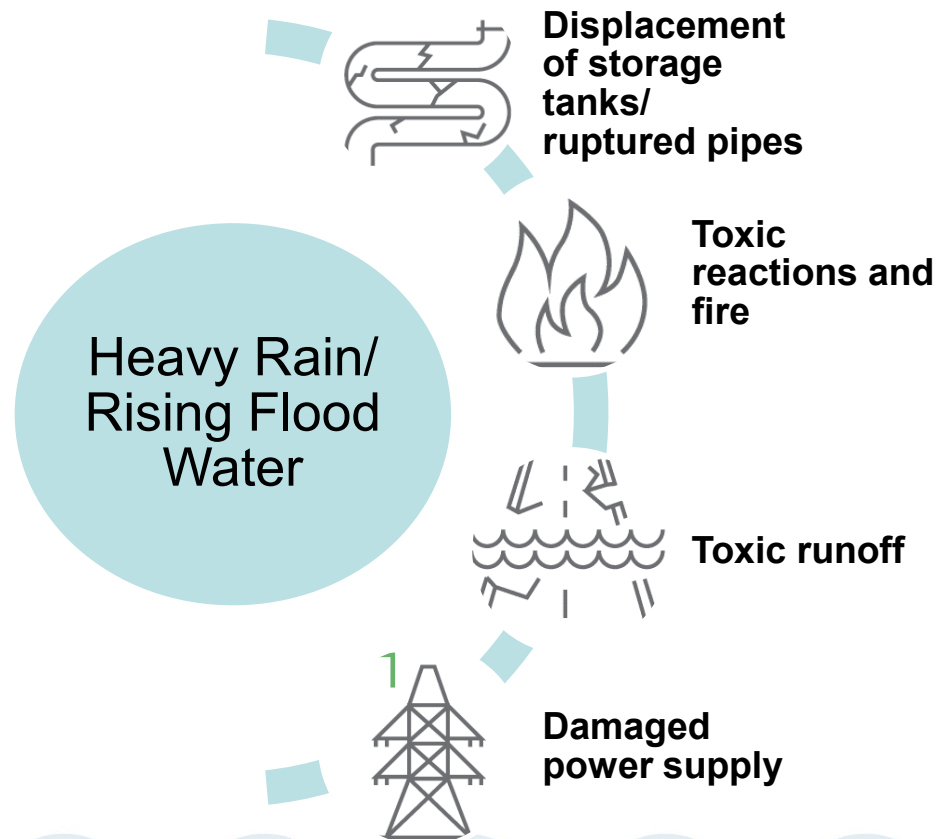 Displacement
of storage
tanks/
ruptured pipes
Toxic
reactions and
fire
Heavy Rain/
Rising Flood
Water
Toxic runoff
1
Damaged
power supply